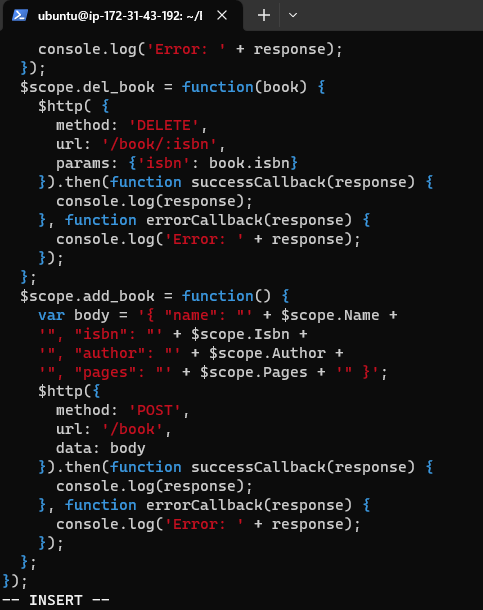 ubuntu@ip-172-31-43-192: ~/l
console.log('Error: ' + response);
});
$scope.del_book = function(book) {
$http( {
method: 'DELETE',
url: '/book/:isbn',
params: {'isbn': book.isbn}
}).then(function successCallback(response) {
console.log(response);
}, function errorCallback(response) {
console.log('Error: ' + response);
});
};
$scope.add_book = function() {
var body = '{ "name": "' + $scope.Name +
'", "isbn": "' + $scope.Isbn +
'", "author": "' + $scope.Author +
'", "pages": "' + $scope.Pages + '" }';
$http({
method: 'POST',
url: '/book',
data: body
}).then(function successCallback(response) {
console.log(response);
}, function errorCallback(response) {
console.log('Error: ' + response);
});
};
});
-- INSERT --